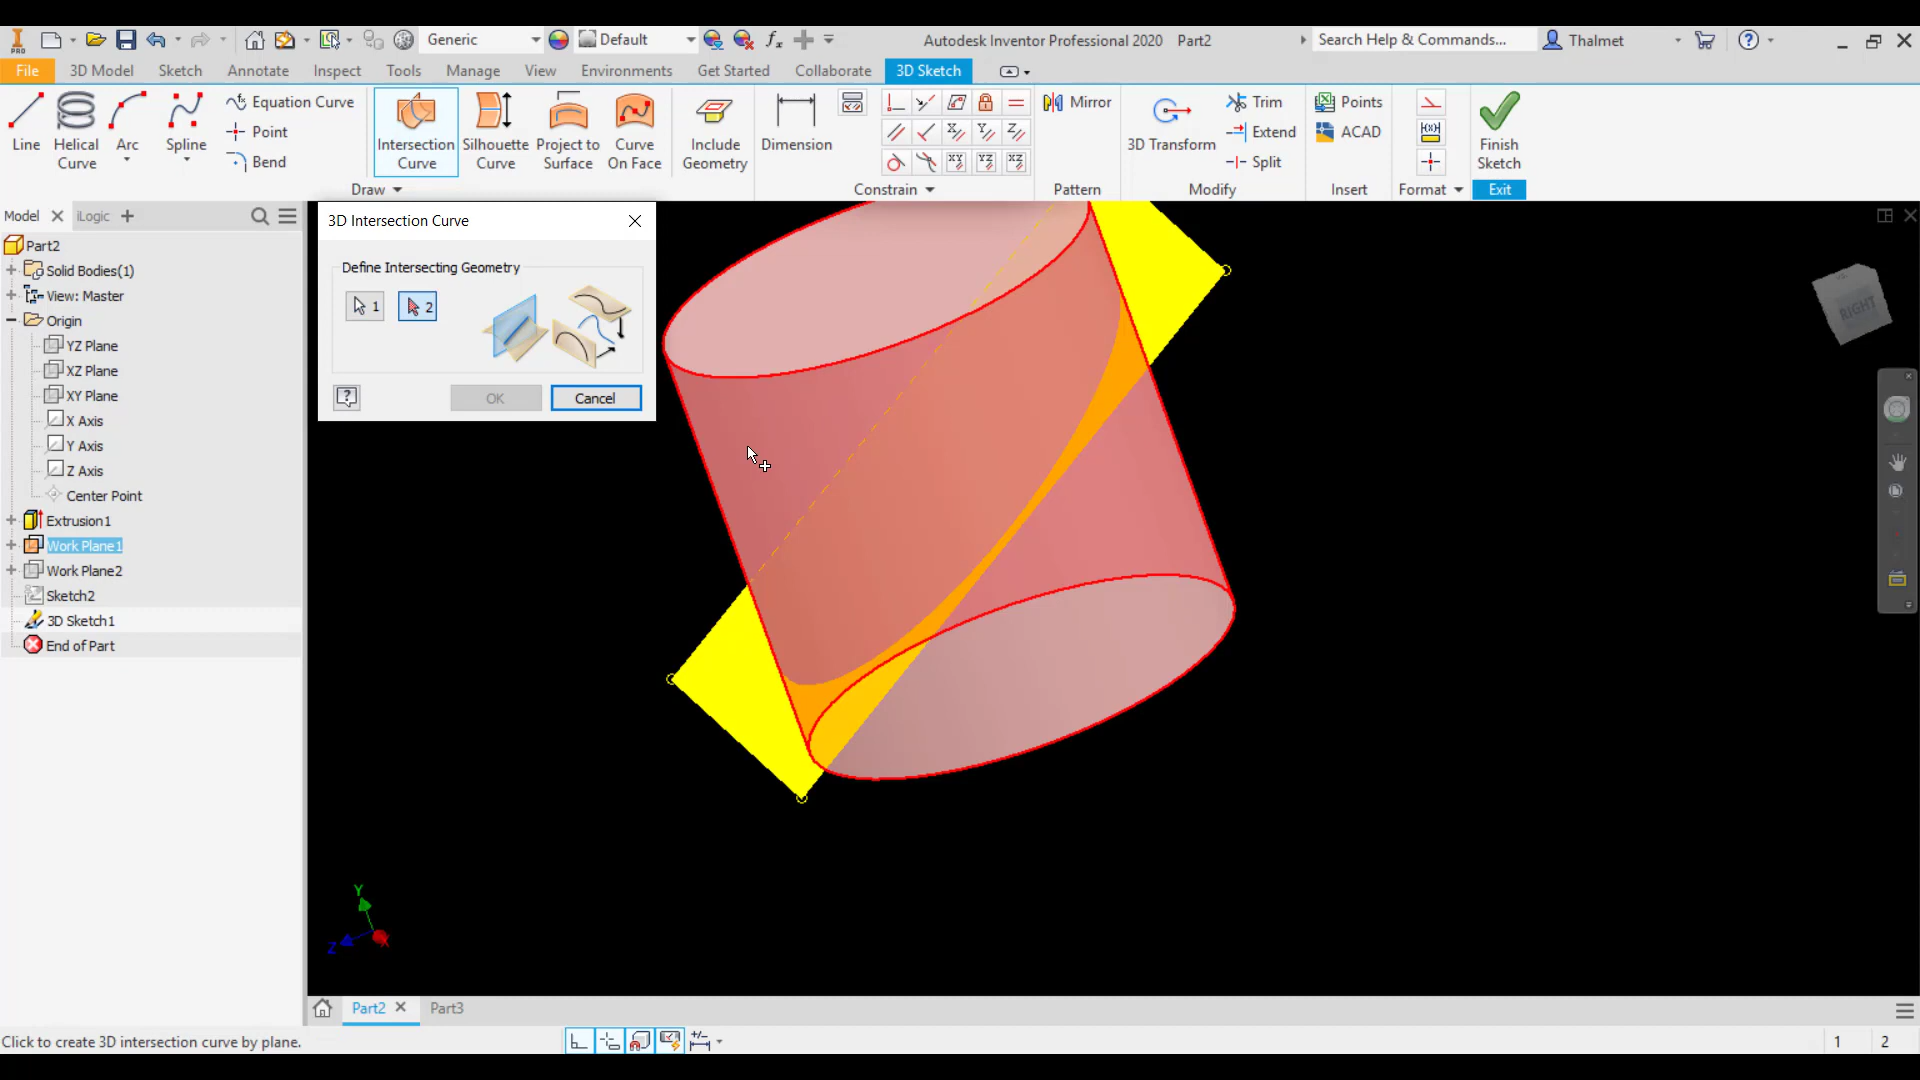 PRO
Generic
Default
fx
Autodesk Inventor Professional 2020 Part2
Search Help & Commands...
Thalmet
File
3D Model
Sketch
Annotate
Inspect
Tools
Manage
View
Environments
Get Started
Collaborate
3D Sketch
Line
Helical
Curve
Arc
Spline
Equation Curve
Point
Bend
Draw
Intersection
Curve
Silhouette
Curve
Project to
Surface
Curve
On Face
Include
Geometry
Dimension
XY
YZ
XZ
Constrain
Mirror
Pattern
3D Transform
Trim
Extend
Split
Modify
Points
ACAD
Insert
Format
Finish
Sketch
Exit
Model
iLogic
Part2
Solid Bodies(1)
View: Master
Origin
YZ Plane
XZ Plane
XY Plane
X Axis
Y Axis
Z Axis
Center Point
Extrusion1
Work Plane1
Work Plane2
Sketch2
3D Sketch1
End of Part
3D Intersection Curve
Define Intersecting Geometry
1
2
OK
Cancel
RIGHT
Y
Z
X
Part2
Part3
Click to create 3D intersection curve by plane.
1
2